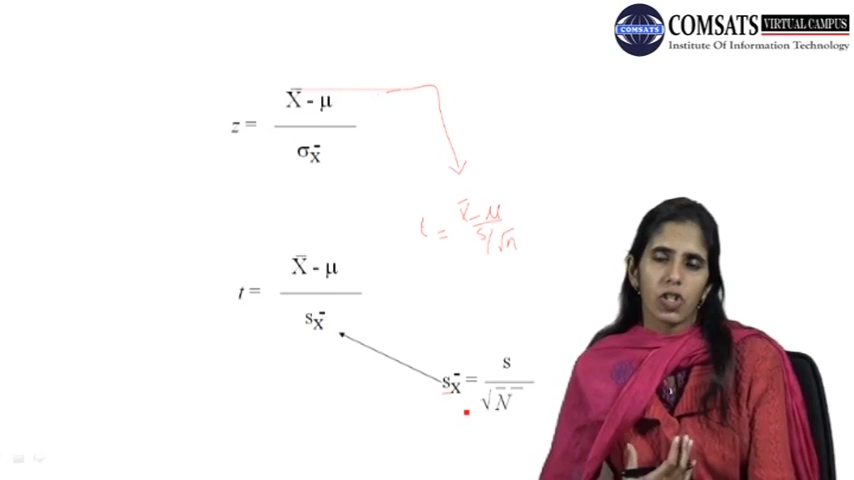 COMSATS VIRTUAL CAMPUS
COMSATS
Institute Of Information Technology
z = X̄ - μ / σx̄
t = x̄ - μ / s/√n
t = X̄ - μ / sx̄
sx̄ = s / √N